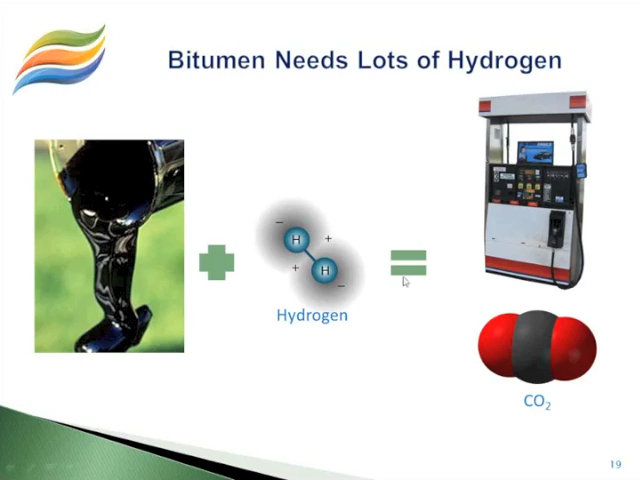 Bitumen Needs Lots of Hydrogen
− +
H
H
+ −
Hydrogen
CO₂
19